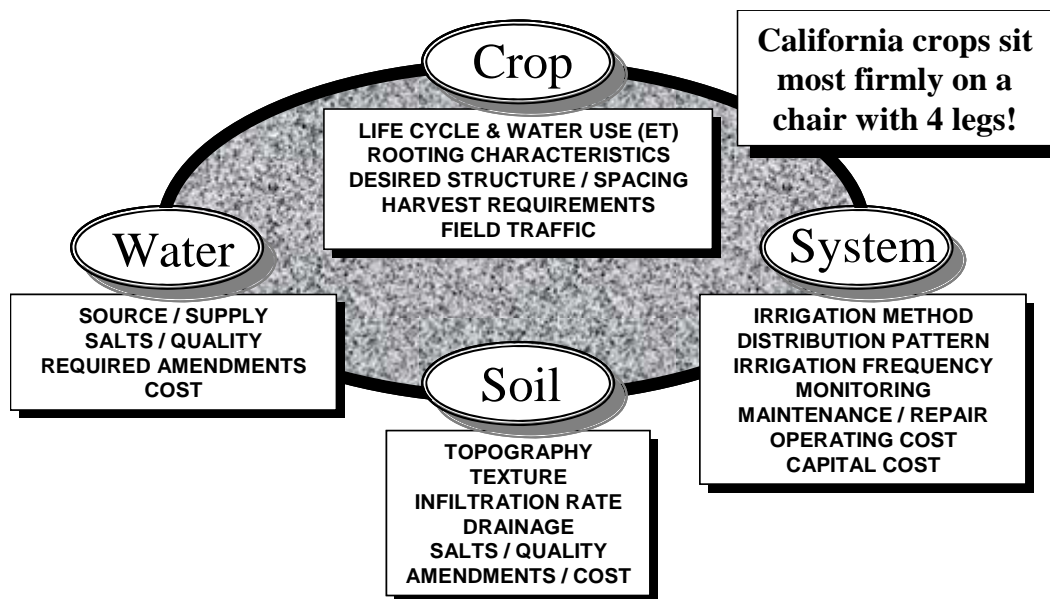 Crop
LIFE CYCLE & WATER USE (ET)
ROOTING CHARACTERISTICS
DESIRED STRUCTURE / SPACING
HARVEST REQUIREMENTS
FIELD TRAFFIC
California crops sit
most firmly on a
chair with 4 legs!
Water
SOURCE / SUPPLY
SALTS / QUALITY
REQUIRED AMENDMENTS
COST
System
IRRIGATION METHOD
DISTRIBUTION PATTERN
IRRIGATION FREQUENCY
MONITORING
MAINTENANCE / REPAIR
OPERATING COST
CAPITAL COST
Soil
TOPOGRAPHY
TEXTURE
INFILTRATION RATE
DRAINAGE
SALTS / QUALITY
AMENDMENTS / COST